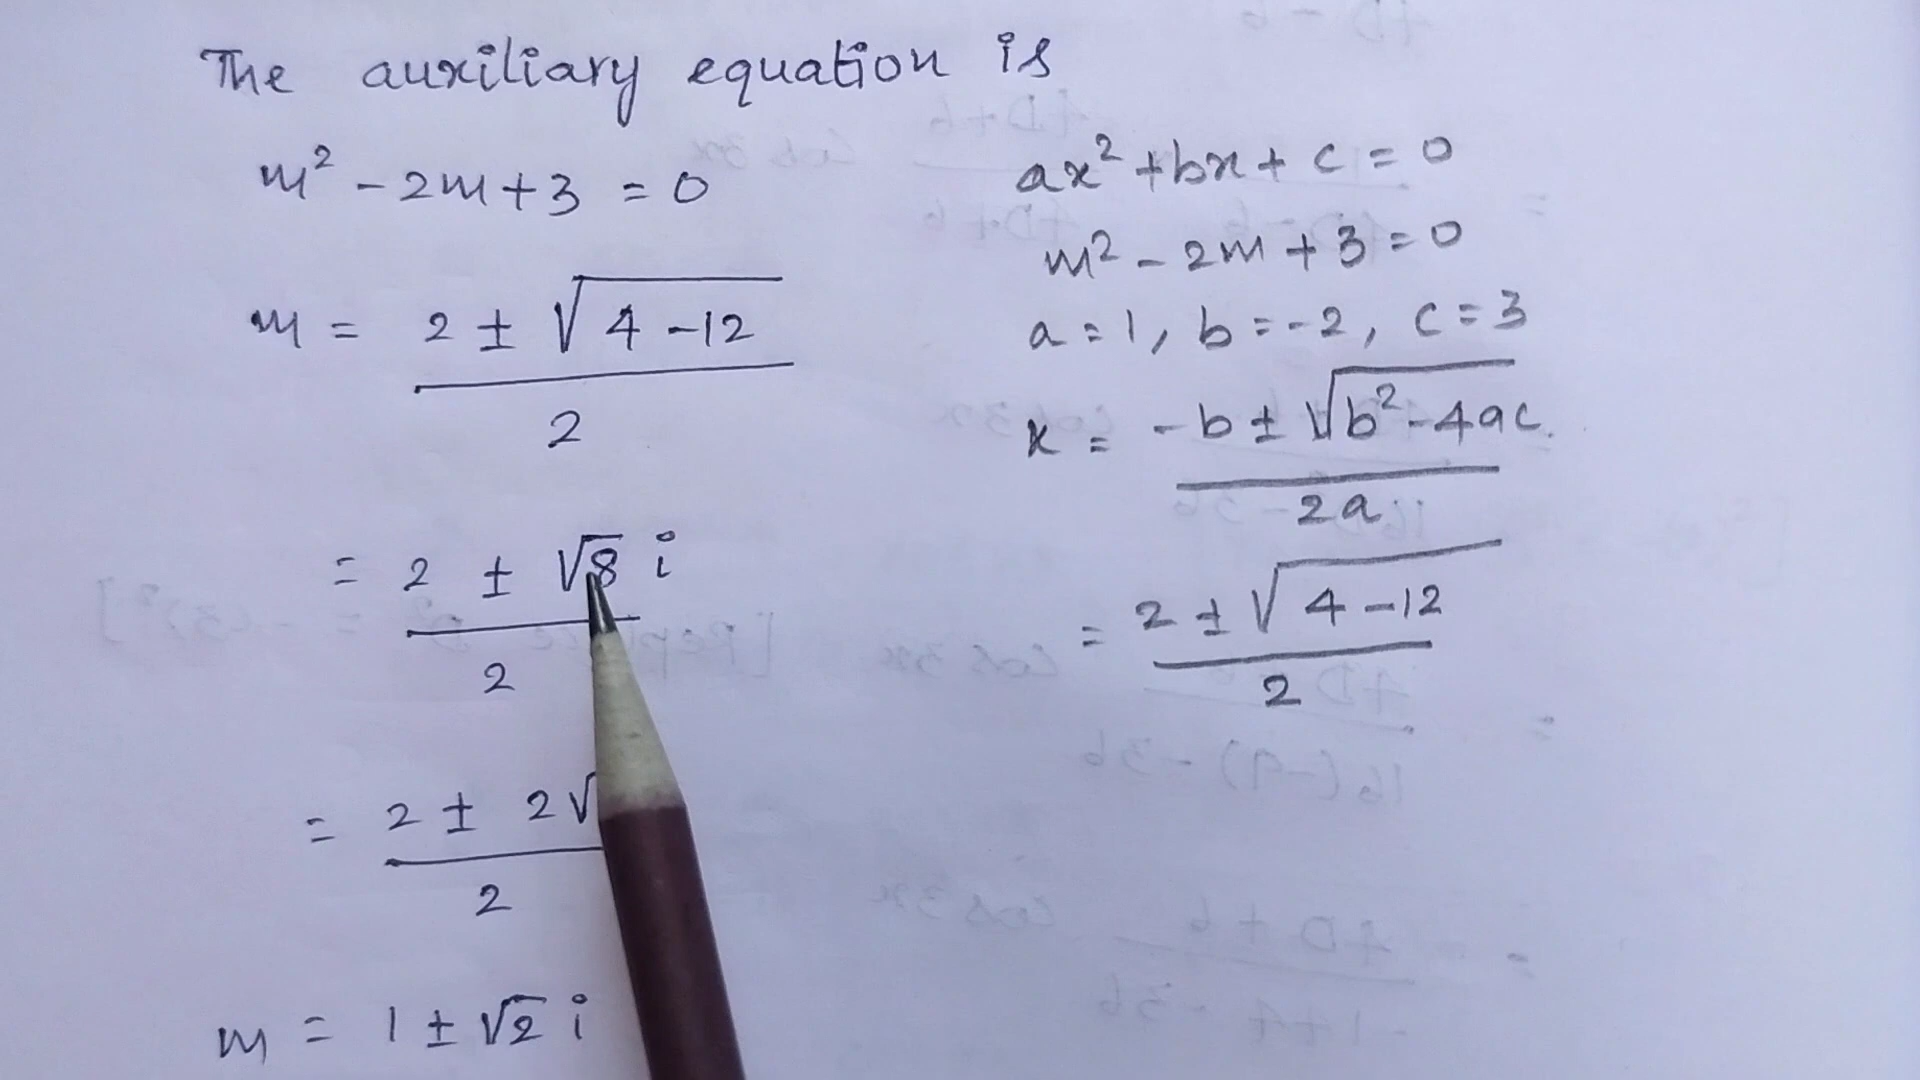 The auxiliary equation is
m² - 2m + 3 = 0
m = 2 ± √4 - 12
2
= 2 ± √8 i
2
= 2 ± 2√
2
m = 1 ± √2 i
ax² + bx + c = 0
m² - 2m + 3 = 0
a = 1, b = -2, c = 3
x = -b ± √b² - 4ac.
2a
= 2 ± √4 - 12
2